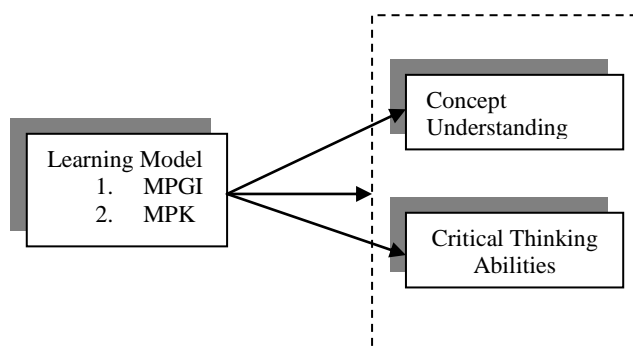 Learning Model
1. MPGI
2. MPK
Concept
Understanding
Critical Thinking
Abilities